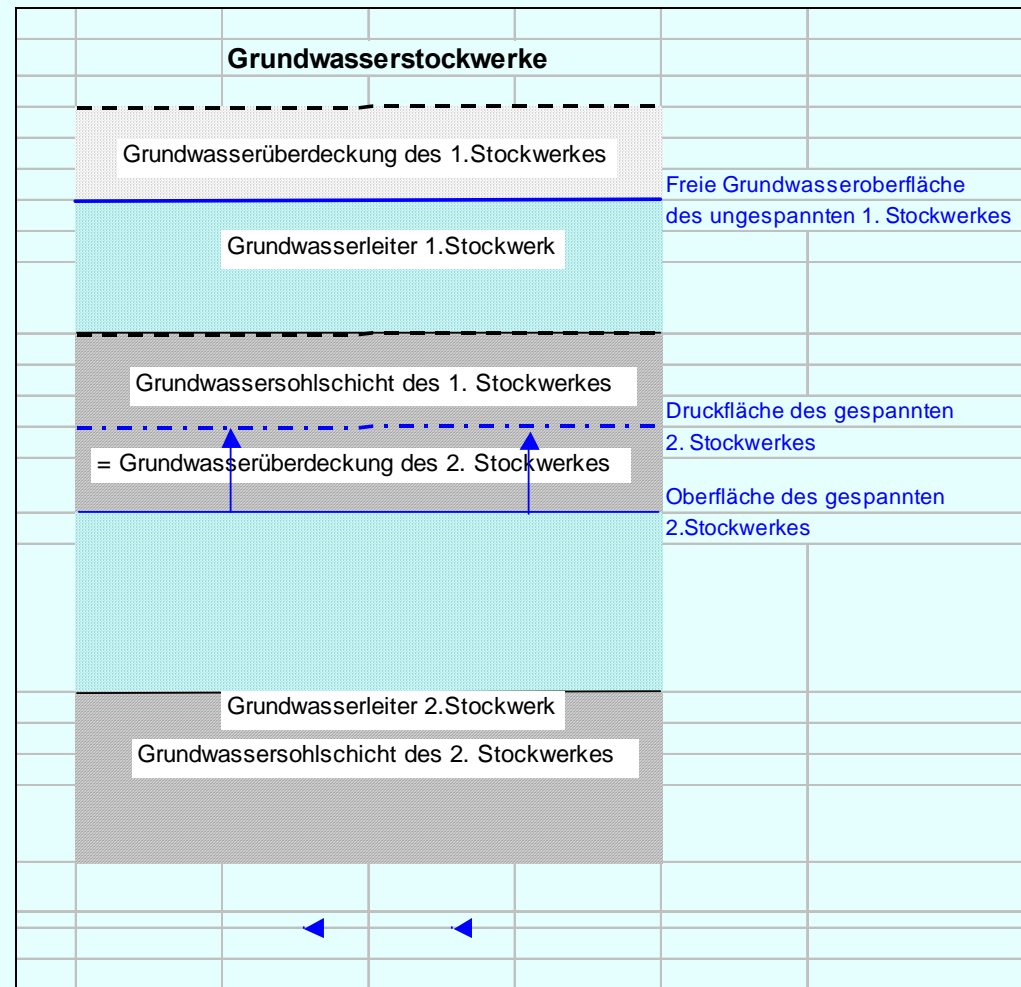 Grundwasserstockwerke
Grundwasserüberdeckung des 1.Stockwerkes
Freie Grundwasseroberfläche
des ungespannten 1. Stockwerkes
Grundwasserleiter 1.Stockwerk
Grundwassersohlschicht des 1. Stockwerkes
Druckfläche des gespannten
2. Stockwerkes
= Grundwasserüberdeckung des 2. Stockwerkes
Oberfläche des gespannten
2.Stockwerkes
Grundwasserleiter 2.Stockwerk
Grundwassersohlschicht des 2. Stockwerkes